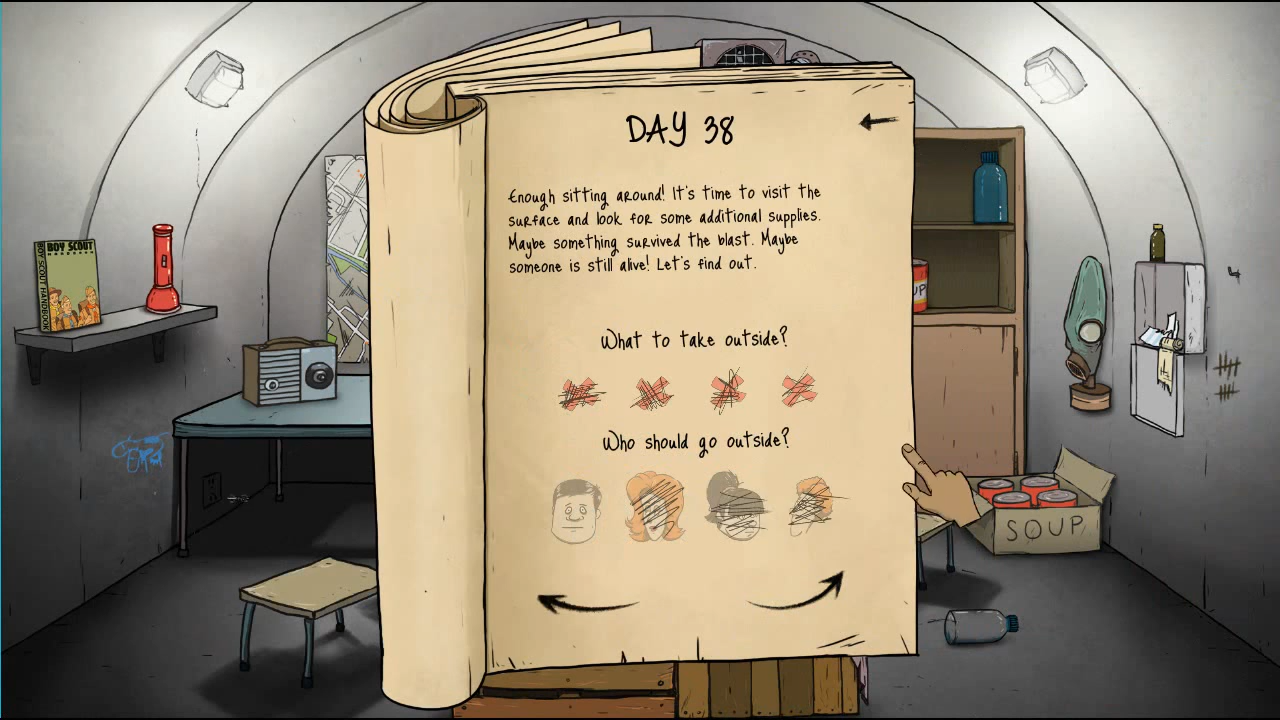 DAY 38
Enough sitting around! It's time to visit the
surface and look for some additional supplies.
Maybe something survived the blast. Maybe
someone is still alive! Let's find out.
What to take outside?
Who should go outside?
BOY SCOUT
BOY SCOUT HANDBOOK
UP
SOUP